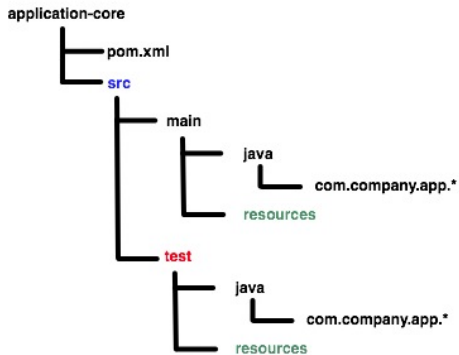 application-core
pom.xml
src
main
java
com.company.app.*
resources
test
java
com.company.app.*
resources